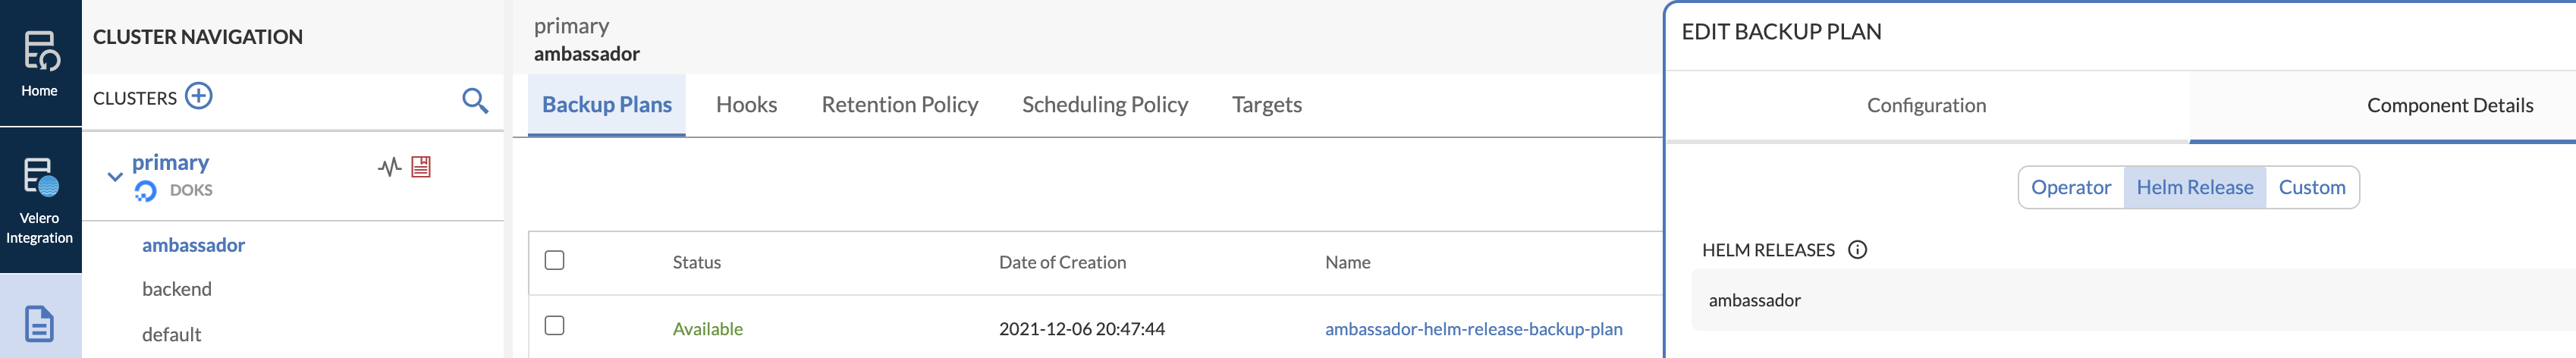 Home
Velero
Integration
CLUSTER NAVIGATION
CLUSTERS
primary
DOKS
ambassador
backend
default
primary
ambassador
Backup Plans Hooks Retention Policy Scheduling Policy Targets
Status Date of Creation Name
Available 2021-12-06 20:47:44 ambassador-helm-release-backup-plan
EDIT BACKUP PLAN
Configuration Component Details
Operator Helm Release Custom
HELM RELEASES
ambassador